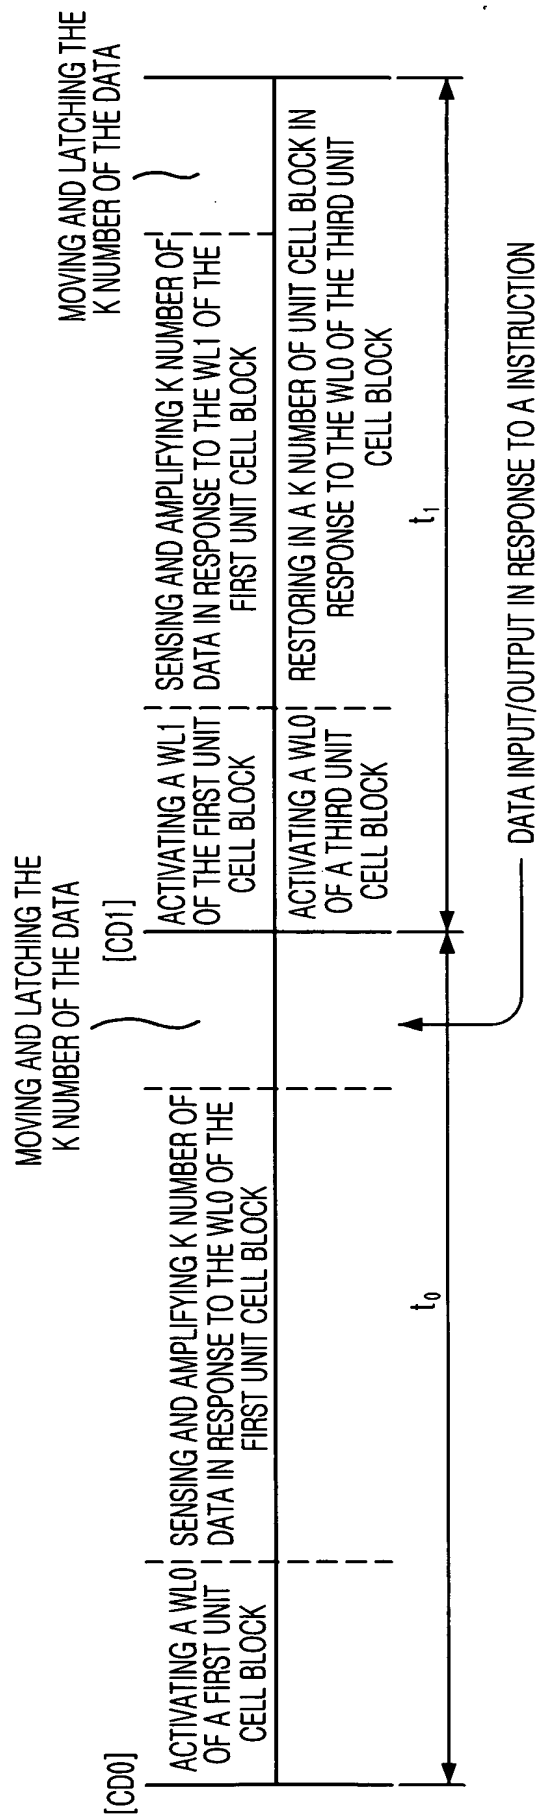 [CD0]
ACTIVATING A WL0
OF A FIRST UNIT
CELL BLOCK
SENSING AND AMPLIFYING K NUMBER OF
DATA IN RESPONSE TO THE WL0 OF THE
FIRST UNIT CELL BLOCK
MOVING AND LATCHING THE
K NUMBER OF THE DATA
t0
[CD1]
ACTIVATING A WL1
OF THE FIRST UNIT
CELL BLOCK
SENSING AND AMPLIFYING K NUMBER OF
DATA IN RESPONSE TO THE WL1 OF THE
FIRST UNIT CELL BLOCK
MOVING AND LATCHING THE
K NUMBER OF THE DATA
ACTIVATING A WL0
OF A THIRD UNIT
CELL BLOCK
RESTORING IN A K NUMBER OF UNIT CELL BLOCK IN
RESPONSE TO THE WL0 OF THE THIRD UNIT
CELL BLOCK
t1
DATA INPUT/OUTPUT IN RESPONSE TO A INSTRUCTION